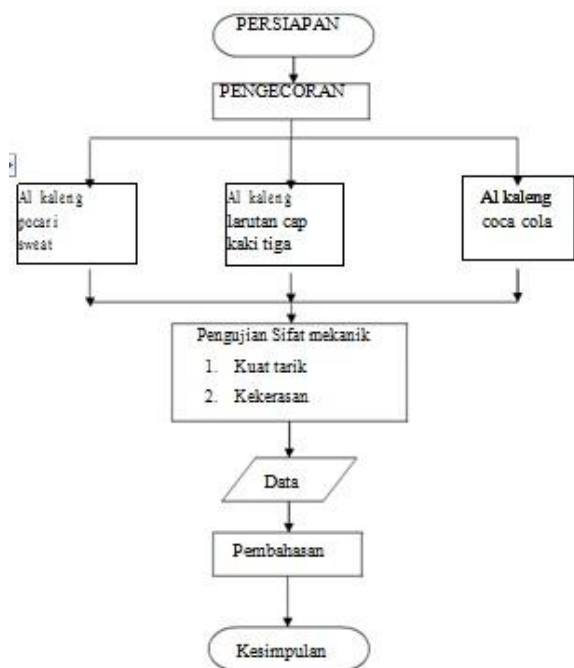 PERSIAPAN
PENGECORAN
Al kaleng
pocari
sweat
Al kaleng
larutan cap
kaki tiga
Al kaleng
coca cola
Pengujian Sifat mekanik
1. Kuat tarik
2. Kekerasan
Data
Pembahasan
Kesimpulan